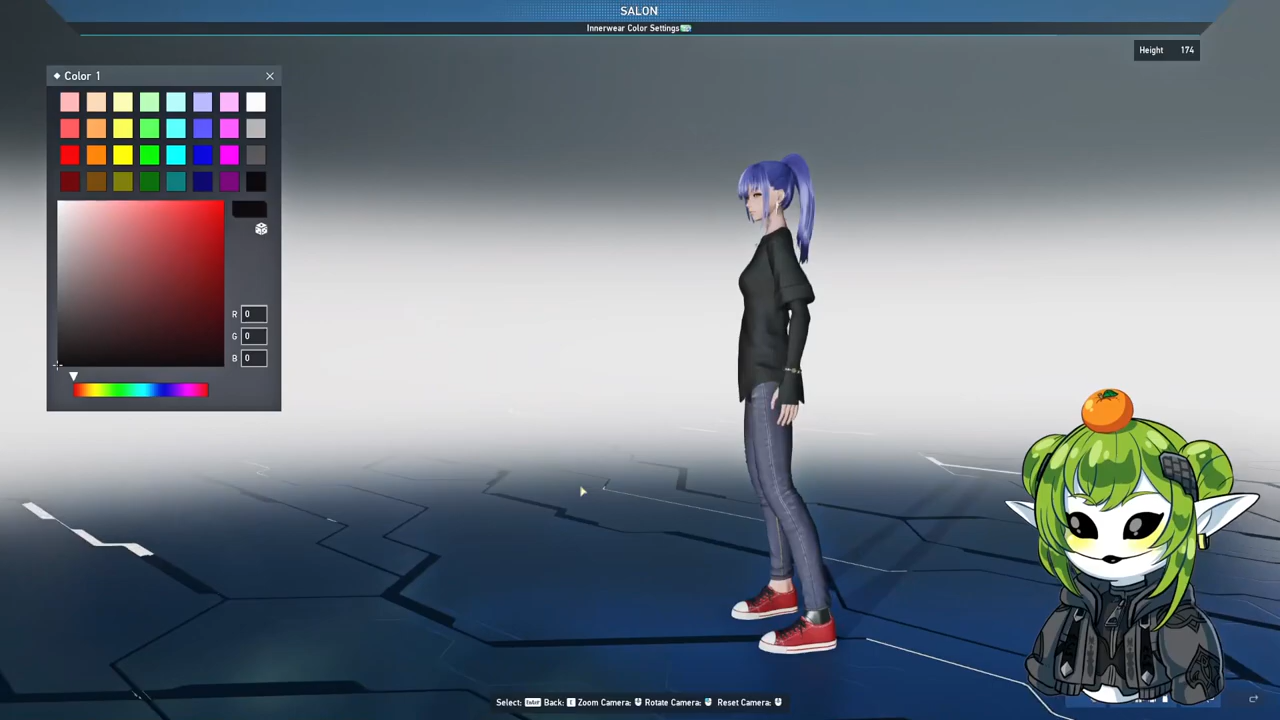 SALON
Innerwear Color Settings
Height 174
Color 1
R 0
G 0
B 0
Select: Enter Back: Zoom Camera: Rotate Camera: Reset Camera: